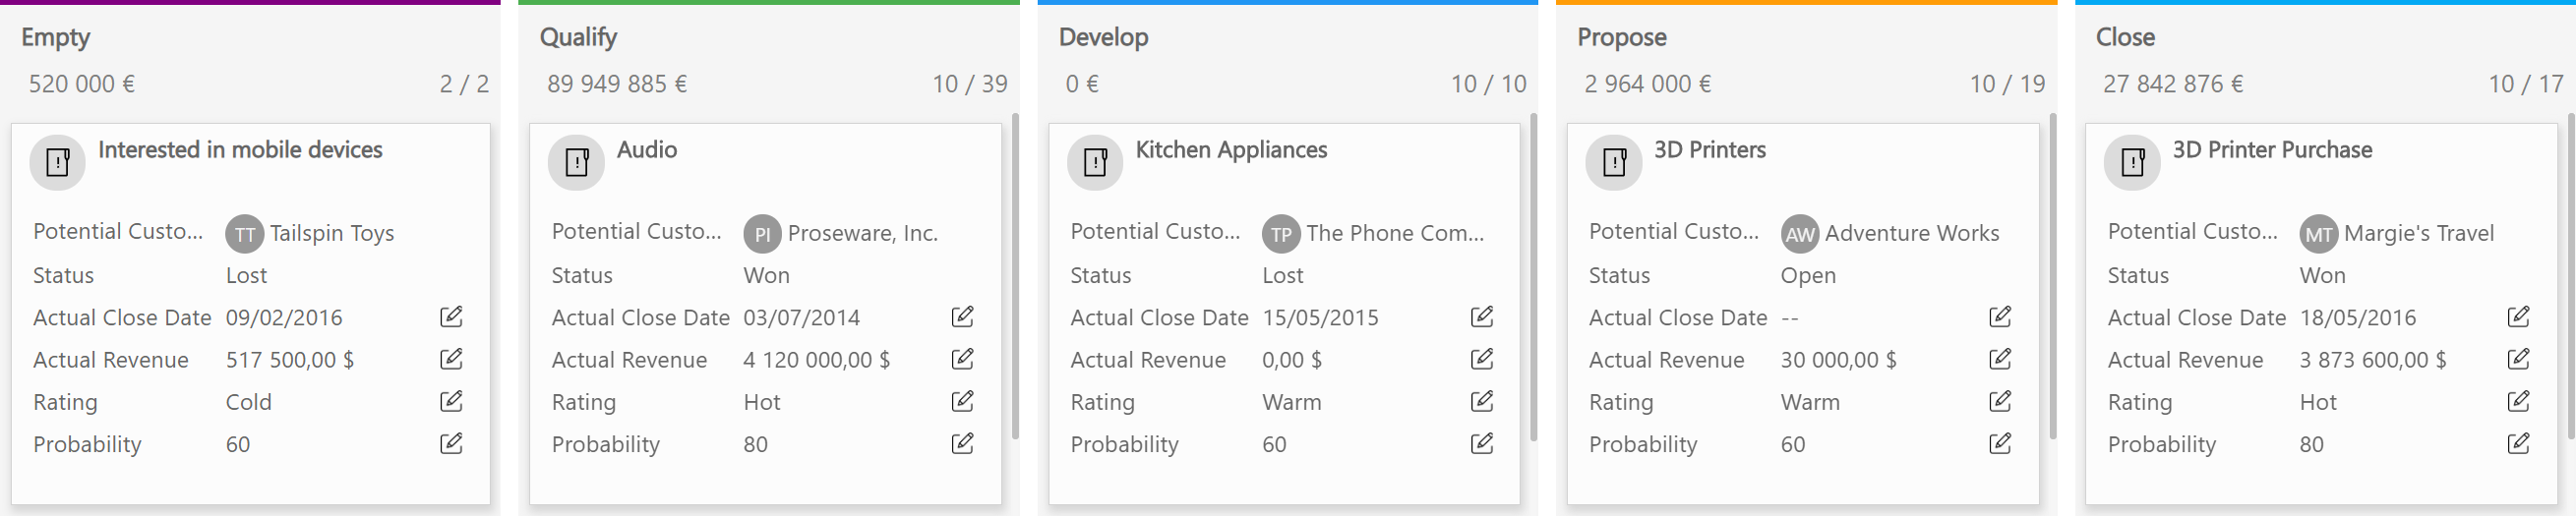 Empty
520 000 €
2 / 2
Interested in mobile devices
Potential Custo...
TT
Tailspin Toys
Status
Lost
Actual Close Date
09/02/2016
Actual Revenue
517 500,00 $
Rating
Cold
Probability
60
Qualify
89 949 885 €
10 / 39
Audio
Potential Custo...
PI
Proseware, Inc.
Status
Won
Actual Close Date
03/07/2014
Actual Revenue
4 120 000,00 $
Rating
Hot
Probability
80
Develop
0 €
10 / 10
Kitchen Appliances
Potential Custo...
TP
The Phone Com...
Status
Lost
Actual Close Date
15/05/2015
Actual Revenue
0,00 $
Rating
Warm
Probability
60
Propose
2 964 000 €
10 / 19
3D Printers
Potential Custo...
AW
Adventure Works
Status
Open
Actual Close Date
--
Actual Revenue
30 000,00 $
Rating
Warm
Probability
60
Close
27 842 876 €
10 / 17
3D Printer Purchase
Potential Custo...
MT
Margie's Travel
Status
Won
Actual Close Date
18/05/2016
Actual Revenue
3 873 600,00 $
Rating
Hot
Probability
80